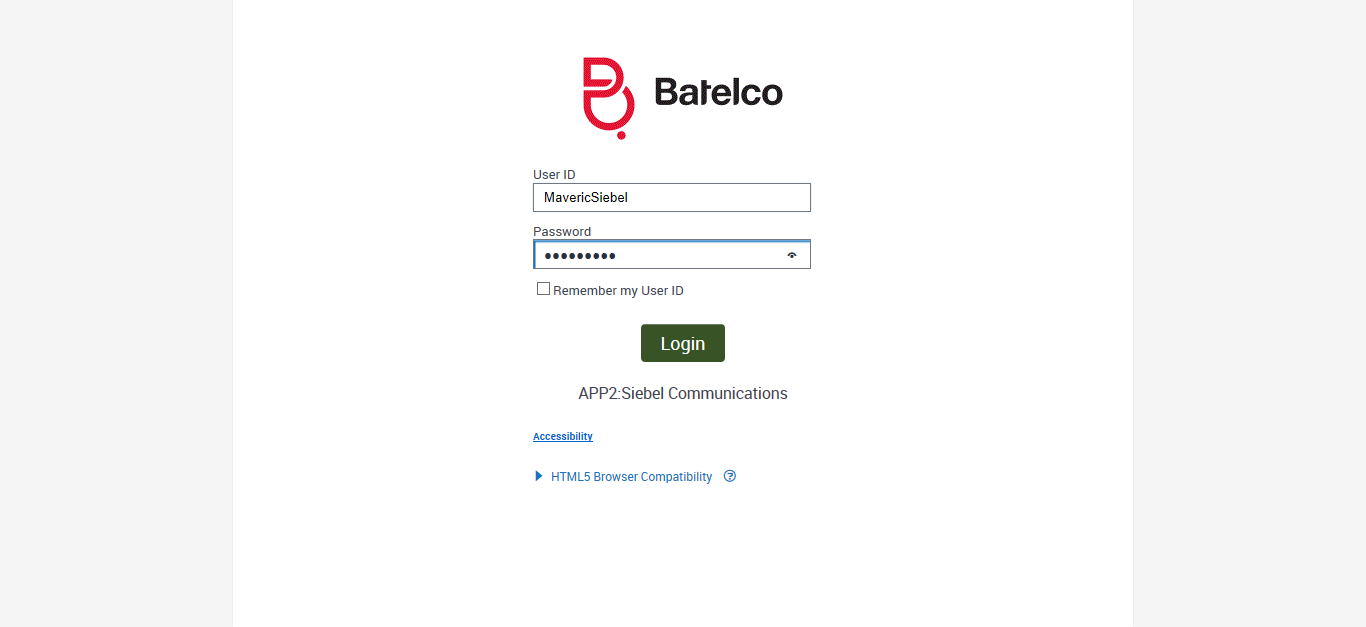 Batelco
User ID
MavericSiebel
Password
•••••••••
Remember my User ID
Login
APP2:Siebel Communications
Accessibility
HTML5 Browser Compatibility